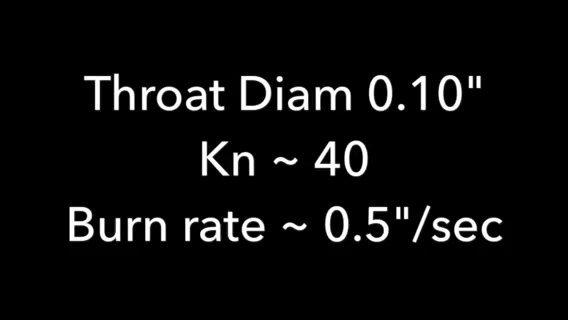 Throat Diam 0.10"
Kn ~ 40
Burn rate ~ 0.5"/sec